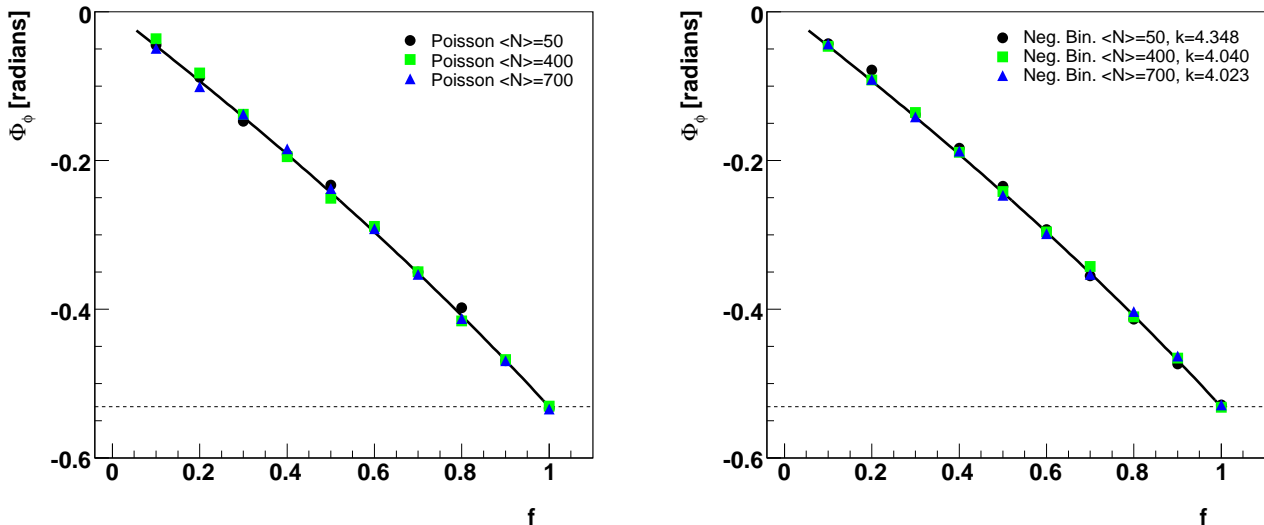 Φϕ [radians]
0
-0.2
-0.4
-0.6
Poisson <N>=50
Poisson <N>=400
Poisson <N>=700
0 0.2 0.4 0.6 0.8 1
f
Φϕ [radians]
0
-0.2
-0.4
-0.6
Neg. Bin. <N>=50, k=4.348
Neg. Bin. <N>=400, k=4.040
Neg. Bin. <N>=700, k=4.023
0 0.2 0.4 0.6 0.8 1
f